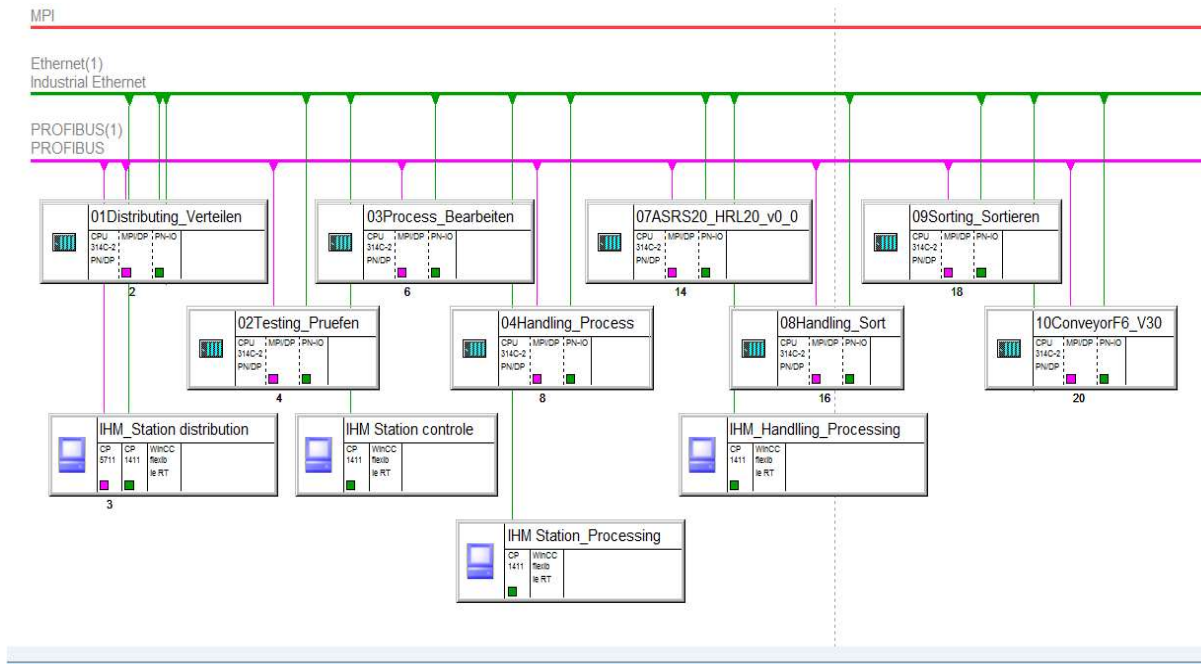 MPI
Ethernet(1)
Industrial Ethernet
PROFIBUS(1)
PROFIBUS
01Distributing_Verteilen
CPU
314C-2
PN/DP
MPI/DP
PN-IO
2
03Process_Bearbeiten
CPU
314C-2
PN/DP
MPI/DP
PN-IO
6
07ASRS20_HRL20_v0_0
CPU
314C-2
PN/DP
MPI/DP
PN-IO
14
09Sorting_Sortieren
CPU
314C-2
PN/DP
MPI/DP
PN-IO
18
02Testing_Pruefen
CPU
314C-2
PN/DP
MPI/DP
PN-IO
4
04Handling_Process
CPU
314C-2
PN/DP
MPI/DP
PN-IO
8
08Handling_Sort
CPU
314C-2
PN/DP
MPI/DP
PN-IO
16
10ConveyorF6_V30
CPU
314C-2
PN/DP
MPI/DP
PN-IO
20
IHM_Station distribution
CP
5711
CP
1411
WinCC
flexib
le RT
3
IHM Station controle
CP
1411
WinCC
flexib
le RT
IHM_Handlling_Processing
CP
1411
WinCC
flexib
le RT
IHM Station_Processing
CP
1411
WinCC
flexib
le RT